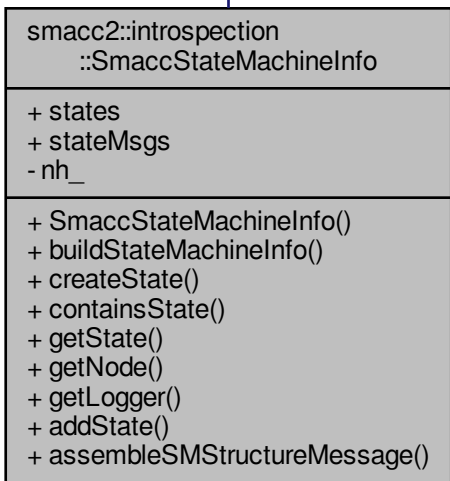 smacc2::introspection
::SmaccStateMachineInfo
+ states
+ stateMsgs
- nh_
+ SmaccStateMachineInfo()
+ buildStateMachineInfo()
+ createState()
+ containsState()
+ getState()
+ getNode()
+ getLogger()
+ addState()
+ assembleSMStructureMessage()